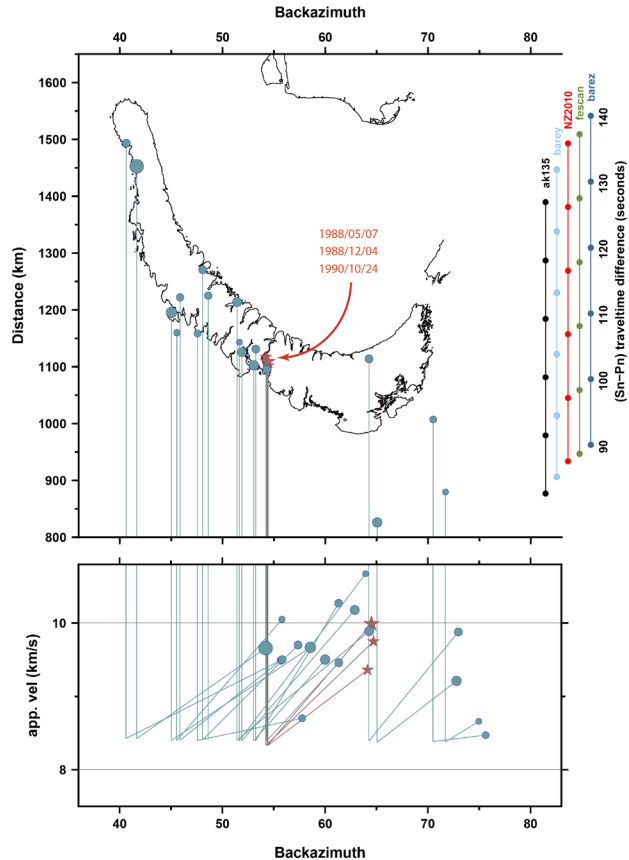 Backazimuth
40 50 60 70 80
1600
1500
1400
1300
1200
1100
1000
900
800
Distance (km)
1988/05/07
1988/12/04
1990/10/24
ak135
barey
NZ2010
fescan
barez
140
130
120
110
100
90
(Sn−Pn) traveltime difference (seconds)
10
8
app. vel (km/s)
40 50 60 70 80
Backazimuth